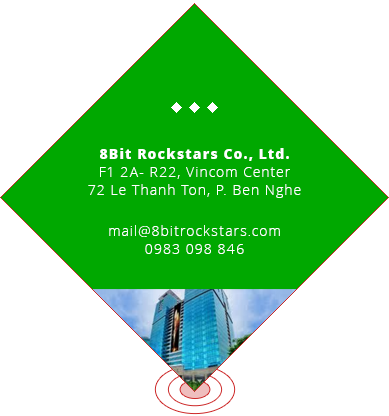 8Bit Rockstars Co., Ltd.
F1 2A- R22, Vincom Center
72 Le Thanh Ton, P. Ben Nghe
mail@8bitrockstars.com
0983 098 846